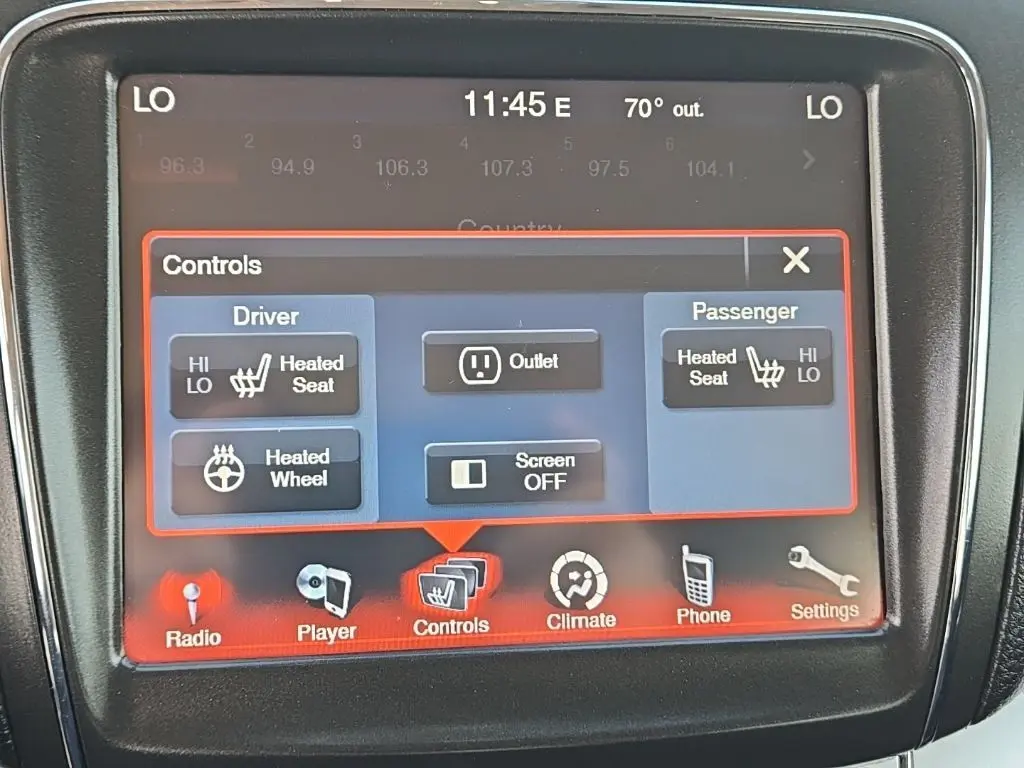 LO
11:45 E
70° out.
LO
1 2 3 4 5 6
96.3 94.9 106.3 107.3 97.5 104.1
Country
Controls
Driver
HI
LO
Heated
Seat
Heated
Wheel
Outlet
Screen
OFF
Passenger
Heated
Seat
HI
LO
Radio
Player
Controls
Climate
Phone
Settings